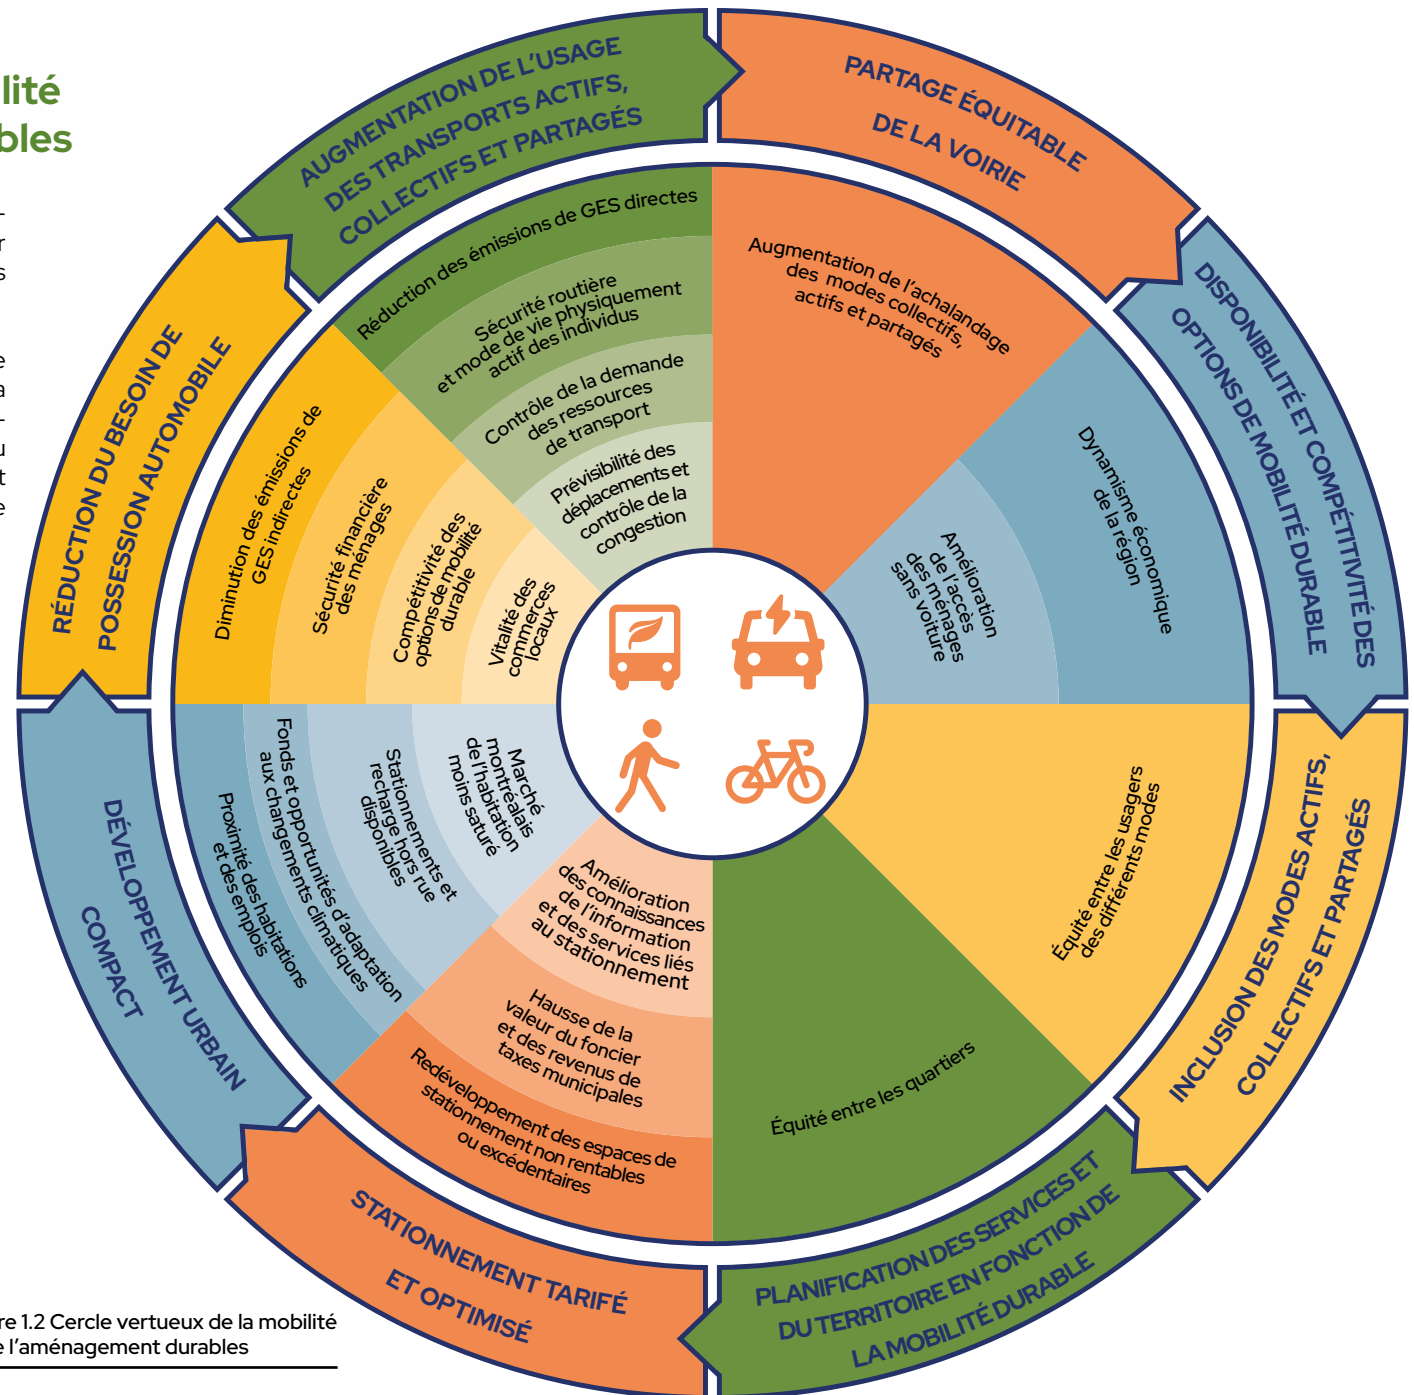 lité
bles
-
r
s
e
a
-
u
t
e
AUGMENTATION DE L'USAGE
DES TRANSPORTS ACTIFS,
COLLECTIFS ET PARTAGÉS
PARTAGE ÉQUITABLE
DE LA VOIRIE
DISPONIBILITÉ ET COMPÉTITIVITÉ DES
OPTIONS DE MOBILITÉ DURABLE
INCLUSION DES MODES ACTIFS,
COLLECTIFS ET PARTAGÉS
PLANIFICATION DES SERVICES ET
DU TERRITOIRE EN FONCTION DE
LA MOBILITÉ DURABLE
STATIONNEMENT TARIFÉ
ET OPTIMISÉ
DÉVELOPPEMENT URBAIN
COMPACT
RÉDUCTION DU BESOIN DE
POSSESSION AUTOMOBILE
Réduction des émissions de GES directes
Sécurité routière
et mode de vie physiquement
actif des individus
Contrôle de la demande
des ressources
de transport
Prévisibilité des
déplacements et
contrôle de la
congestion
Augmentation de l'achalandage
des modes collectifs,
actifs et partagés
Dynamisme économique
de la région
Amélioration
de l'accès
des ménages
sans voiture
Équité entre les usagers
des différents modes
Équité entre les quartiers
Amélioration
des connaissances
de l'information
et des services liés
au stationnement
Hausse de la
valeur du foncier
et des revenus de
taxes municipales
Redéveloppement des espaces de
stationnement non rentables
ou excédentaires
Marché
montréalais
de l'habitation
moins saturé
Stationnements et
recharge hors rue
disponibles
Fonds et opportunités d'adaptation
aux changements climatiques
Proximité des habitations
et des emplois
Diminution des émissions de
GES indirectes
Sécurité financière
des ménages
Compétitivité des
options de mobilité
durable
Vitalité des
commerces
locaux
re 1.2 Cercle vertueux de la mobilité
e l'aménagement durables